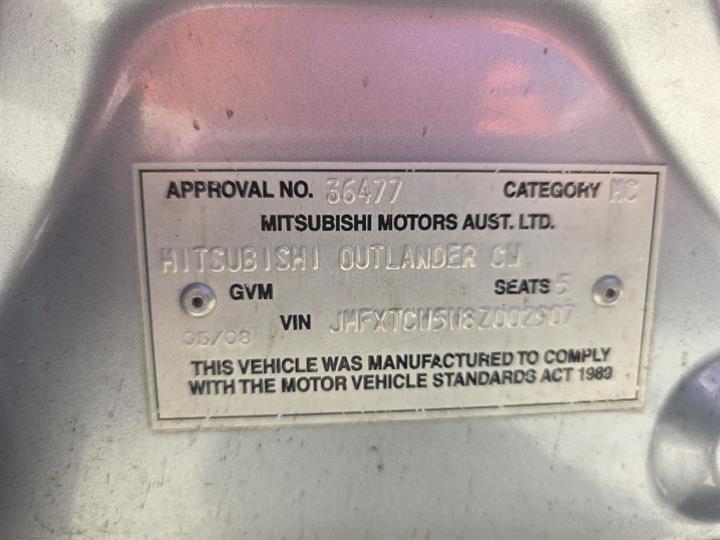 APPROVAL NO. 36477 CATEGORY MC
MITSUBISHI MOTORS AUST. LTD.
MITSUBISHI OUTLANDER CW
GVM SEATS 5
05/08 VIN JMFXTCW5W8Z002907
THIS VEHICLE WAS MANUFACTURED TO COMPLY
WITH THE MOTOR VEHICLE STANDARDS ACT 1989